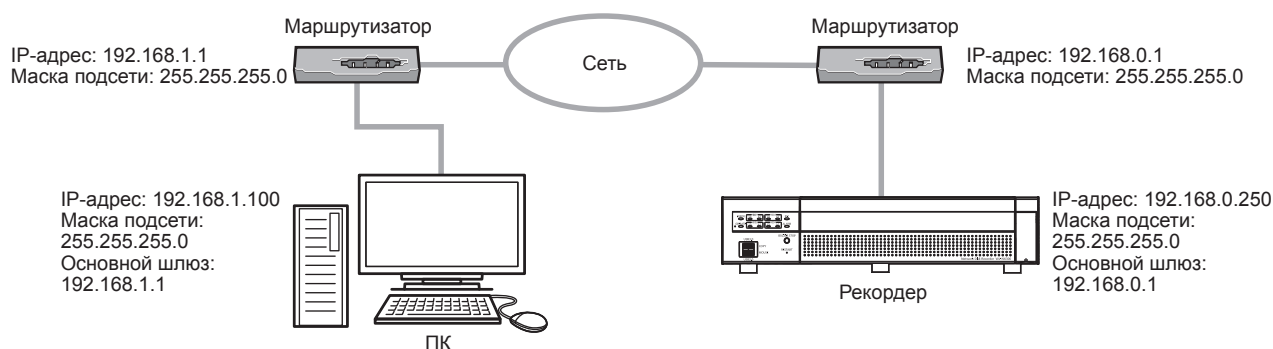 Маршрутизатор
IP-адрес: 192.168.1.1
Маска подсети: 255.255.255.0
Сеть
Маршрутизатор
IP-адрес: 192.168.0.1
Маска подсети: 255.255.255.0
IP-адрес: 192.168.1.100
Маска подсети:
255.255.255.0
Основной шлюз:
192.168.1.1
ПК
IP-адрес: 192.168.0.250
Маска подсети:
255.255.255.0
Основной шлюз:
192.168.0.1
Рекордер